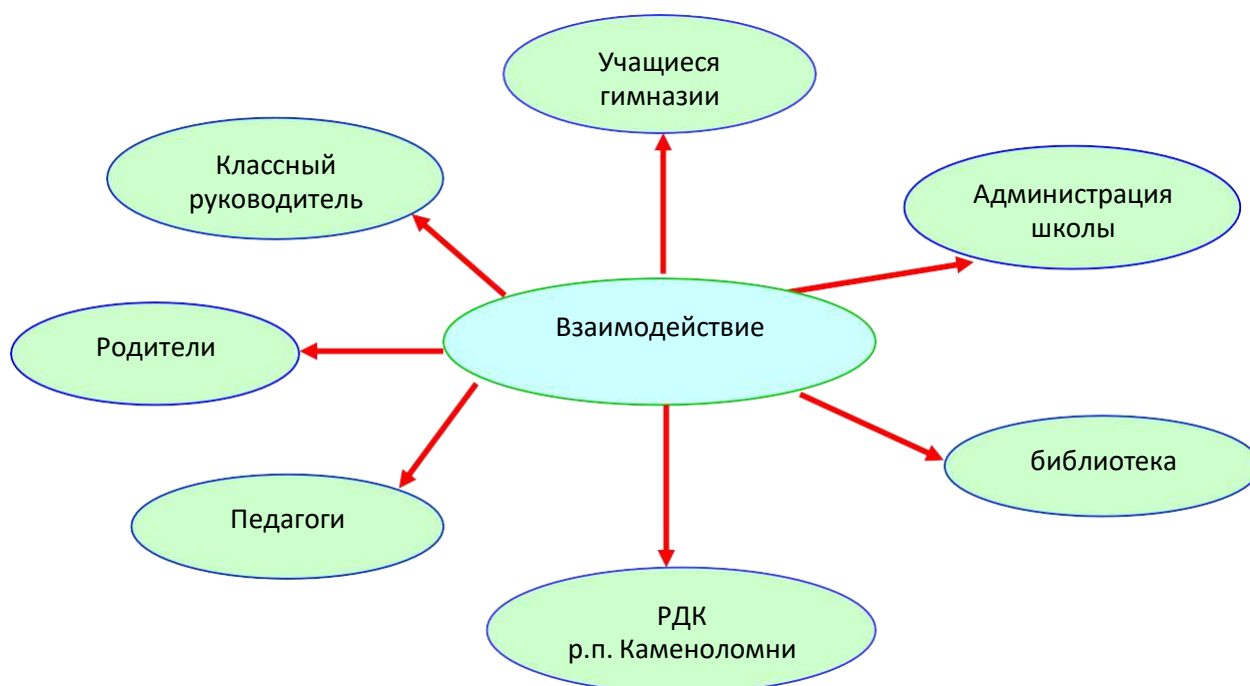 Учащиеся
гимназии
Классный
руководитель
Администрация
школы
Взаимодействие
Родители
библиотека
Педагоги
РДК
р.п. Каменоломни